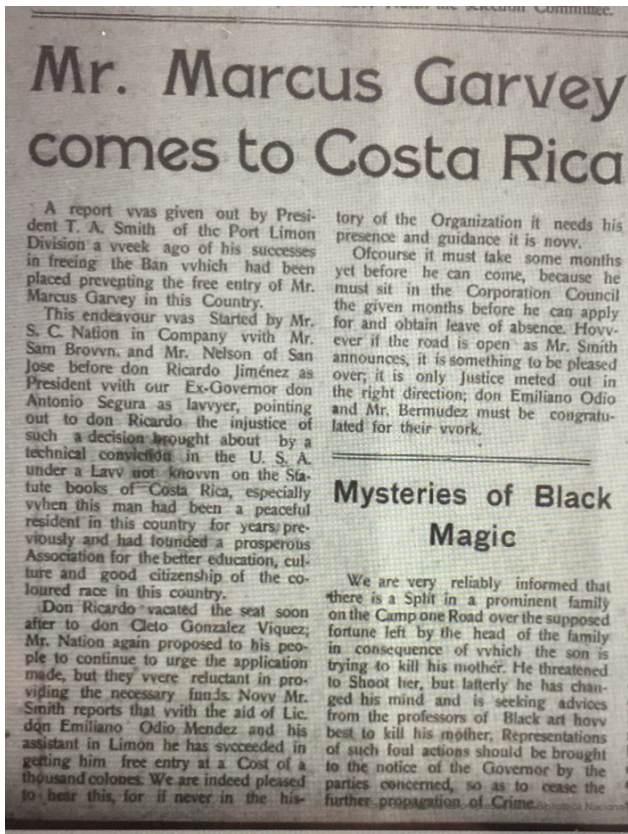 the selection Committee.
Mr. Marcus Garvey
comes to Costa Rica
A report vvas given out by Presi-
dent T. A. Smith of the Port Limon
Division a vveek ago of his successes
in freeing the Ban vvhich had been
placed preventing the free entry of Mr.
Marcus Garvey in this Country.
This endeavour vvas Started by Mr.
S. C. Nation in Company vvith Mr.
Sam Brovvn. and Mr. Nelson of San
Jose before don Ricardo Jiménez as
President vvith our Ex-Governor don
Antonio Segura as lavvyer, pointing
out to don Ricardo the injustice of
such a decision brought about by a
technical conviction in the U. S. A.
under a Lavv not knovvn on the Sta-
tute books of Costa Rica, especially
vvhen this man had been a peaceful
resident in this country for years pre-
viously and had founded a prosperous
Association for the better education, cul-
ture and good citizenship of the co-
loured race in this country.
Don Ricardo vacated the seat soon
after to don Cleto Gonzalez Viquez;
Mr. Nation again proposed to his peo-
ple to continue to urge the application
made, but they vvere reluctant in pro-
viding the necessary funds. Novv Mr.
Smith reports that vvith the aid of Lic.
don Emiliano Odio Mendez and his
assistant in Limon he has svcceeded in
getting him free entry at a Cost of a
thousand colones. We are indeed pleased
to hear this, for if never in the his-
tory of the Organization it needs his
presence and guidance it is novv.
Ofcourse it must take some months
yet before he can come, because he
must sit in the Corporation Council
the given months before he can apply
for and obtain leave of absence. Hovv-
ever if the road is open as Mr. Smith
announces, it is something to be pleased
over; it is only Justice meted out in
the right direction; don Emiliano Odio
and Mr. Bermudez must be congratu-
lated for their vvork.
Mysteries of Black
Magic
We are very reliably informed that
there is a Split in a prominent family
on the Camp one Road over the supposed
fortune left by the head of the family
in consequence of vvhich the son is
trying to kill his mother. He threatened
to Shoot her, but latterly he has chan-
ged his mind and is seeking advices
from the professors of Black art hovv
best to kill his mother. Representations
of such foul actions should be brought
to the notice of the Governor by the
parties concerned, so as to cease the
further propagation of Crime.
Biblioteca Nacional